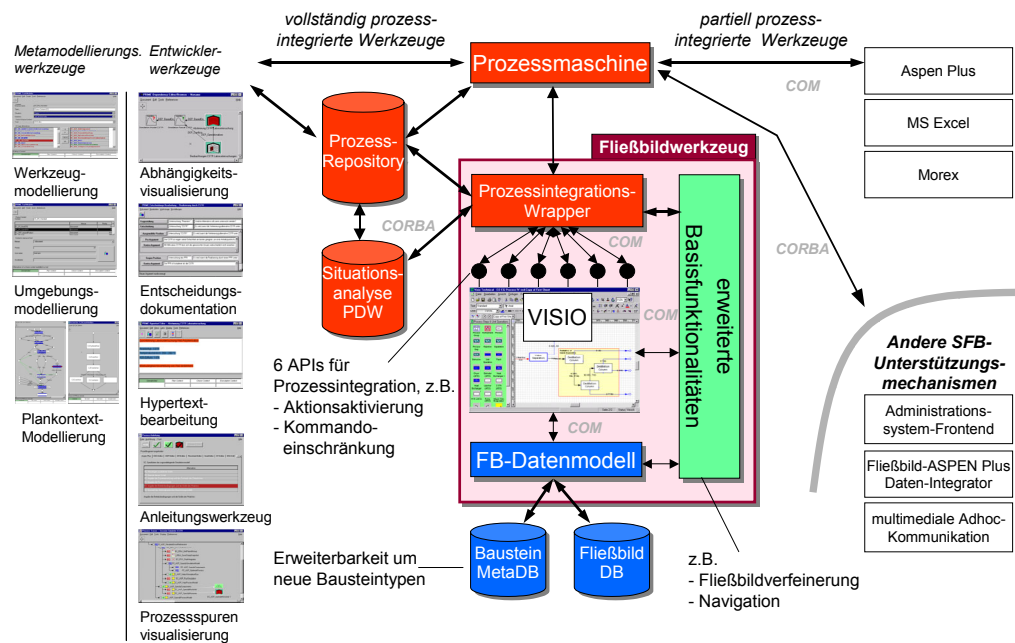 vollständig prozess-
integrierte Werkzeuge
partiell prozess-
integrierte Werkzeuge
Metamodellierungs.
werkzeuge
Entwickler
werkzeuge
Werkzeug-
modellierung
Umgebungs-
modellierung
Plankontext-
Modellierung
Abhängigkeits-
visualisierung
Entscheidungs-
dokumentation
Hypertext-
bearbeitung
Anleitungswerkzeug
Prozessspuren
visualisierung
Prozessmaschine
Prozess-
Repository
CORBA
Situations-
analyse
PDW
6 APIs für
Prozessintegration, z.B.
- Aktionsaktivierung
- Kommando-
einschränkung
Fließbildwerkzeug
Prozessintegrations-
Wrapper
COM
VISIO
COM
COM
FB-Datenmodell
erweiterte
Basisfunktionalitäten
Erweiterbarkeit um
neue Bausteintypen
Baustein
MetaDB
Fließbild
DB
z.B.
- Fließbildverfeinerung
- Navigation
COM
Aspen Plus
MS Excel
Morex
CORBA
Andere SFB-
Unterstützungs-
mechanismen
Administrations-
system-Frontend
Fließbild-ASPEN Plus
Daten-Integrator
multimediale Adhoc-
Kommunikation